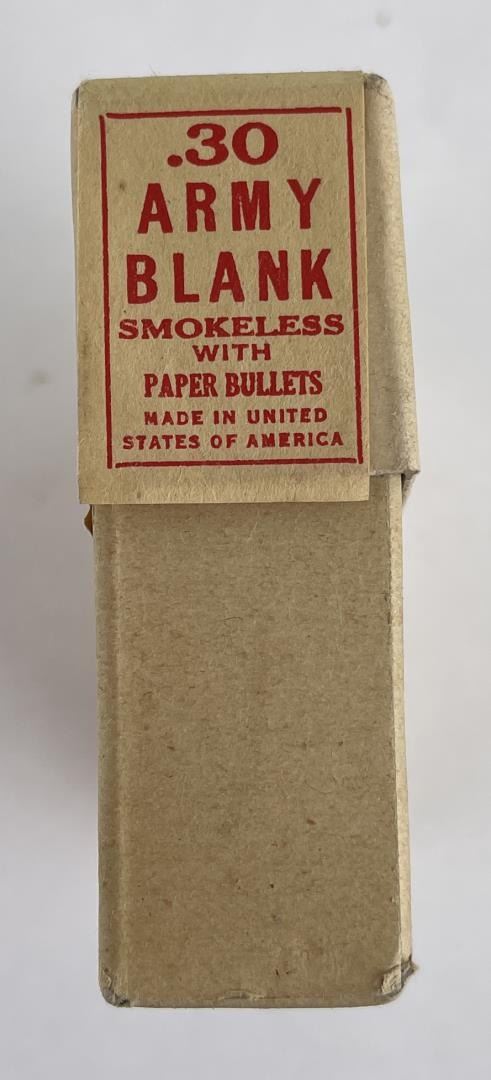 .30
ARMY
BLANK
SMOKELESS
WITH
PAPER BULLETS
MADE IN UNITED
STATES OF AMERICA